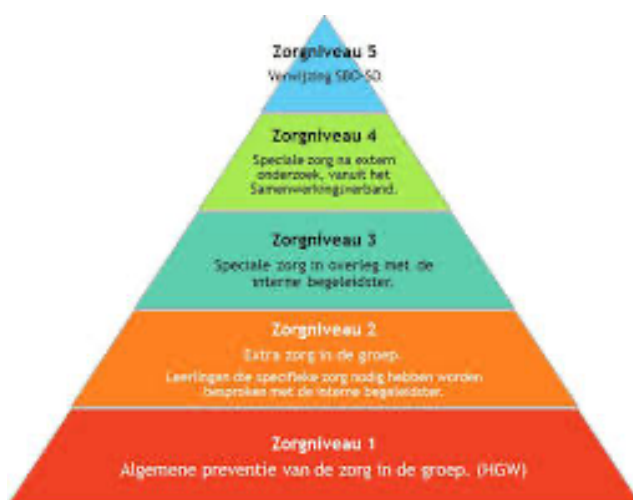 Zorgniveau 5
Verwijzing SBO-SO
Zorgniveau 4
Speciale zorg na extern
onderzoek, vanuit het
Samenwerkingsverband.
Zorgniveau 3
Speciale zorg in overleg met de
interne begeleidster.
Zorgniveau 2
Extra zorg in de groep.
Leerlingen die specifieke zorg nodig hebben worden
besproken met de interne begeleidster.
Zorgniveau 1
Algemene preventie van de zorg in de groep. (HGW)